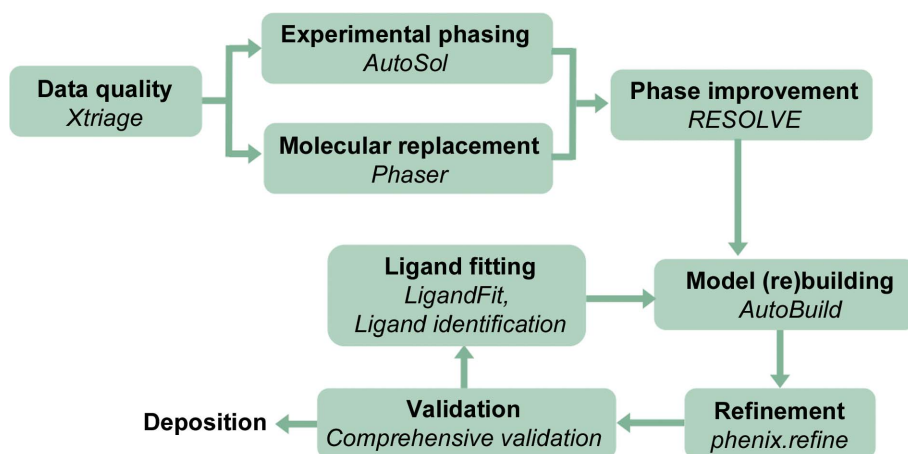 Experimental phasing
AutoSol
Data quality
Xtriage
Phase improvement
RESOLVE
Molecular replacement
Phaser
Ligand fitting
LigandFit,
Ligand identification
Model (re)building
AutoBuild
Deposition
Validation
Comprehensive validation
Refinement
phenix.refine